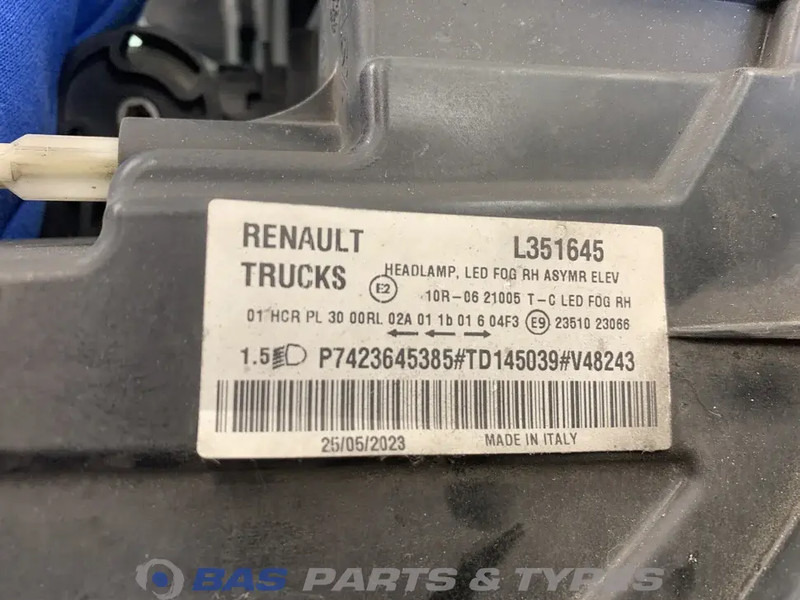 RENAULT TRUCKS
L351645
HEADLAMP, LED FOG RH ASYMR ELEV
E2 10R-06 21005 T-C LED FOG RH
01 HCR PL 30 00RL 02A 01 1b 01 6 04F3 E9 23510 23066
1.5 P7423645385#TD145039#V48243
25/05/2023 MADE IN ITALY
BAS PARTS & TYRES